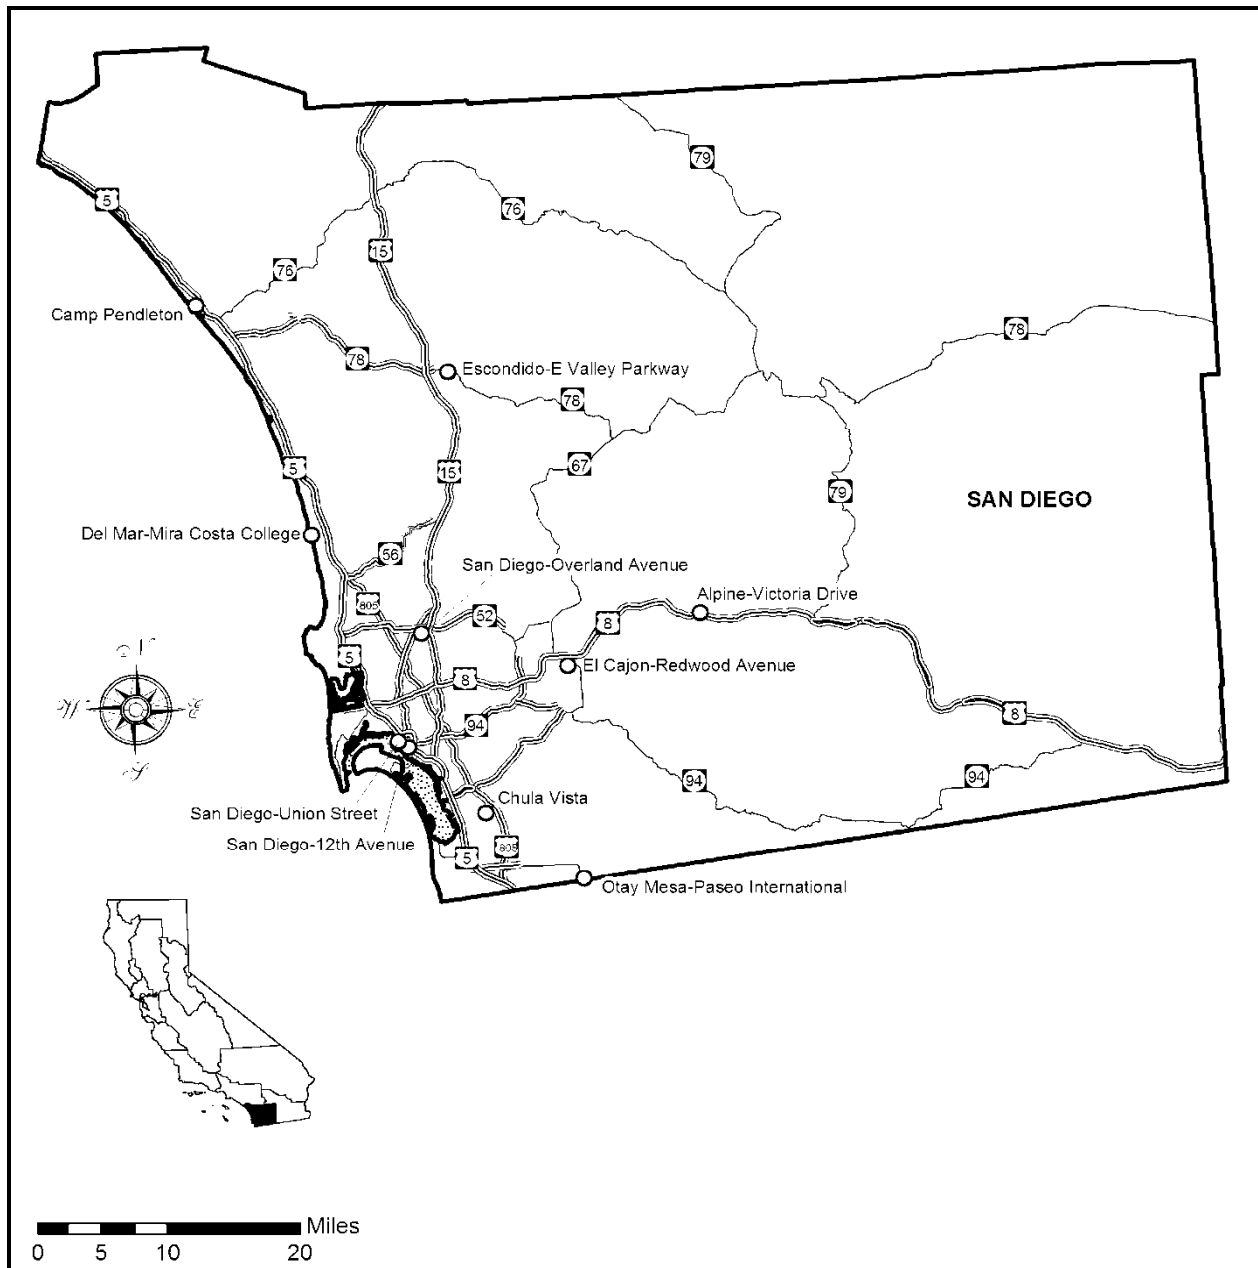 79
5
76
15
76
Camp Pendleton
78
78
Escondido-E Valley Parkway
78
67
5
15
79
SAN DIEGO
Del Mar-Mira Costa College
56
San Diego-Overland Avenue
Alpine-Victoria Drive
805
52
8
5
El Cajon-Redwood Avenue
8
N
W
E
S
8
94
94
94
San Diego-Union Street
Chula Vista
San Diego-12th Avenue
805
5
Otay Mesa-Paseo International
Miles
0 5 10 20